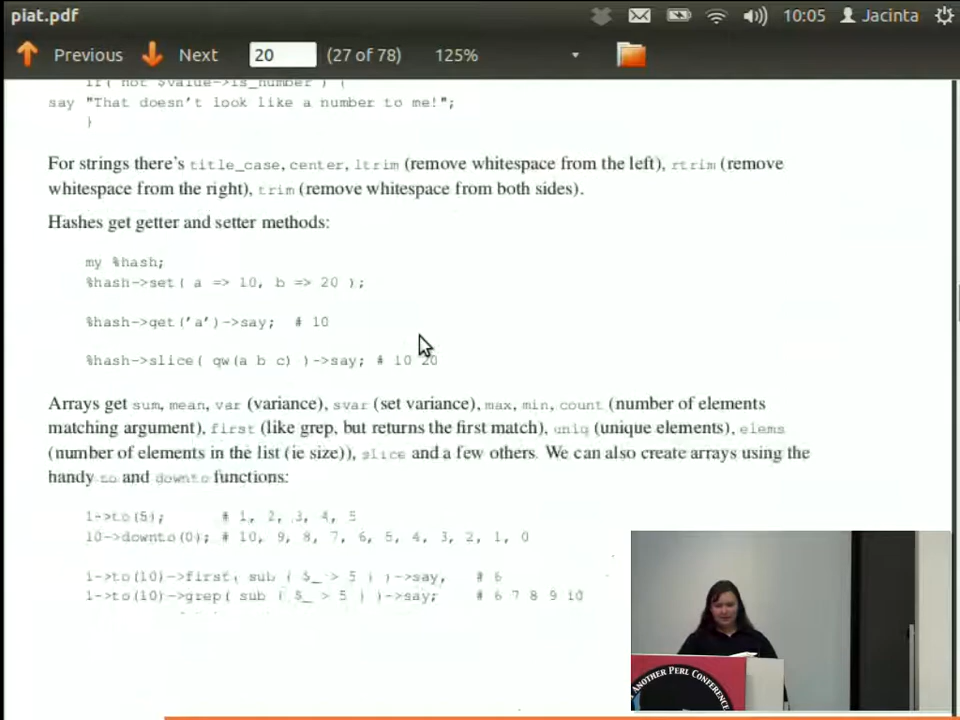 piat.pdf
10:05
Jacinta
Previous
Next
20
(27 of 78)
125%
if( not $value->is_number ) {
say "That doesn't look like a number to me!";
}
For strings there's title_case, center, ltrim (remove whitespace from the left), rtrim (remove
whitespace from the right), trim (remove whitespace from both sides).
Hashes get getter and setter methods:
my %hash;
%hash->set( a => 10, b => 20 );
%hash->get('a')->say; # 10
%hash->slice( qw(a b c) )->say; # 10 20
Arrays get sum, mean, var (variance), svar (set variance), max, min, count (number of elements
matching argument), first (like grep, but returns the first match), uniq (unique elements), elems
(number of elements in the list (ie size)), slice and a few others. We can also create arrays using the
handy to and downto functions:
1->to(5); # 1, 2, 3, 4, 5
10->downto(0); # 10, 9, 8, 7, 6, 5, 4, 3, 2, 1, 0
1->to(10)->first( sub { $_ > 5 } )->say; # 6
1->to(10)->grep( sub { $_ > 5 } )->say; # 6 7 8 9 10
ANOTHER PERL CONFERENCE